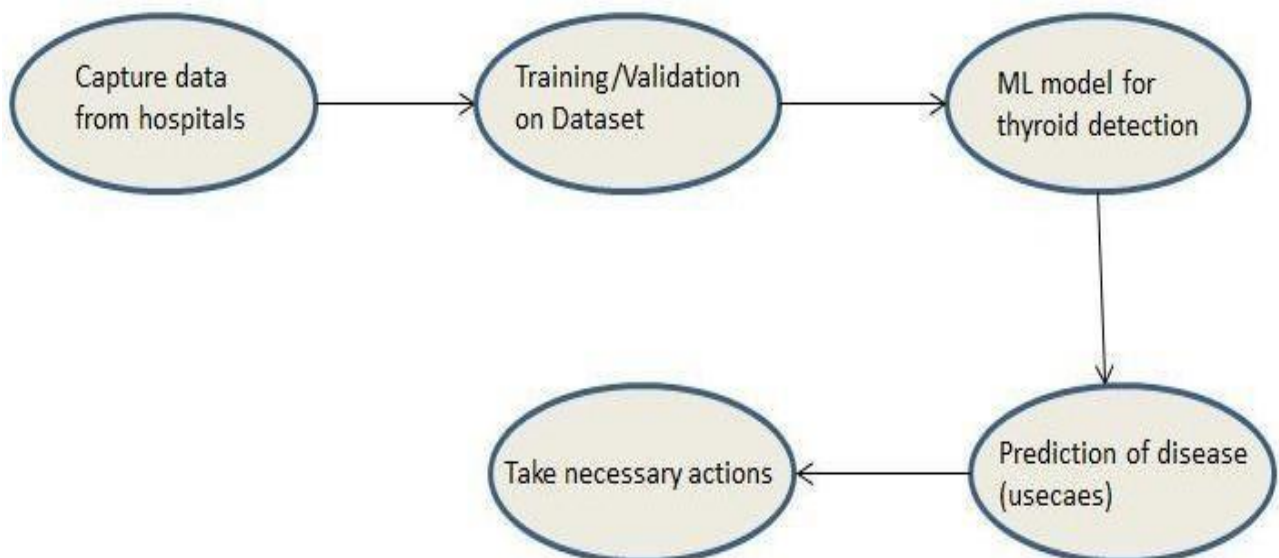 Capture data
from hospitals
Training/Validation
on Dataset
ML model for
thyroid detection
Prediction of disease
(usecaes)
Take necessary actions